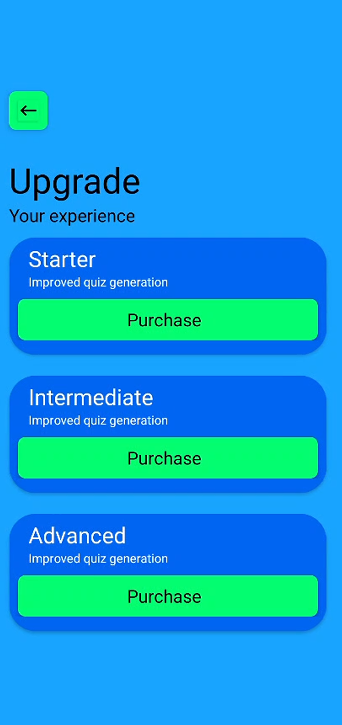 Upgrade
Your experience
Starter
Improved quiz generation
Purchase
Intermediate
Improved quiz generation
Purchase
Advanced
Improved quiz generation
Purchase